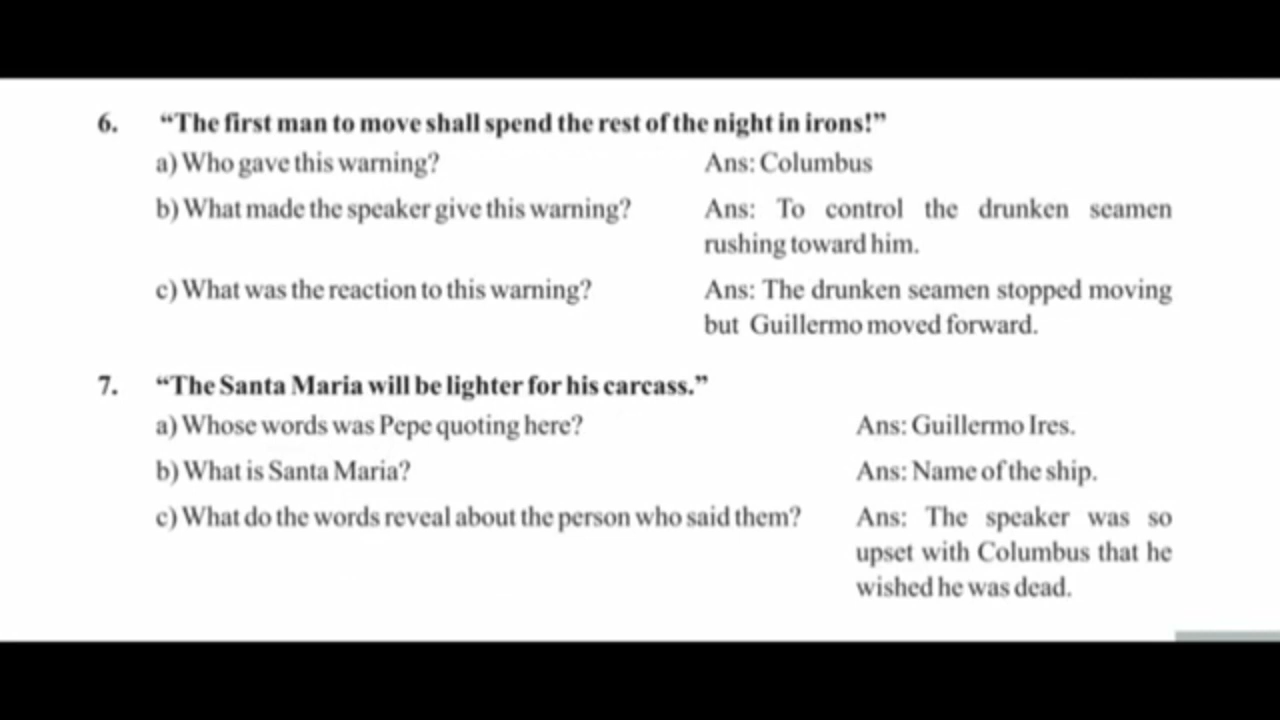 6. “The first man to move shall spend the rest of the night in irons!”
a) Who gave this warning? Ans: Columbus
b) What made the speaker give this warning? Ans: To control the drunken seamen
rushing toward him.
c) What was the reaction to this warning? Ans: The drunken seamen stopped moving
but Guillermo moved forward.
7. “The Santa Maria will be lighter for his carcass.”
a) Whose words was Pepe quoting here? Ans: Guillermo Ires.
b) What is Santa Maria? Ans: Name of the ship.
c) What do the words reveal about the person who said them? Ans: The speaker was so
upset with Columbus that he
wished he was dead.